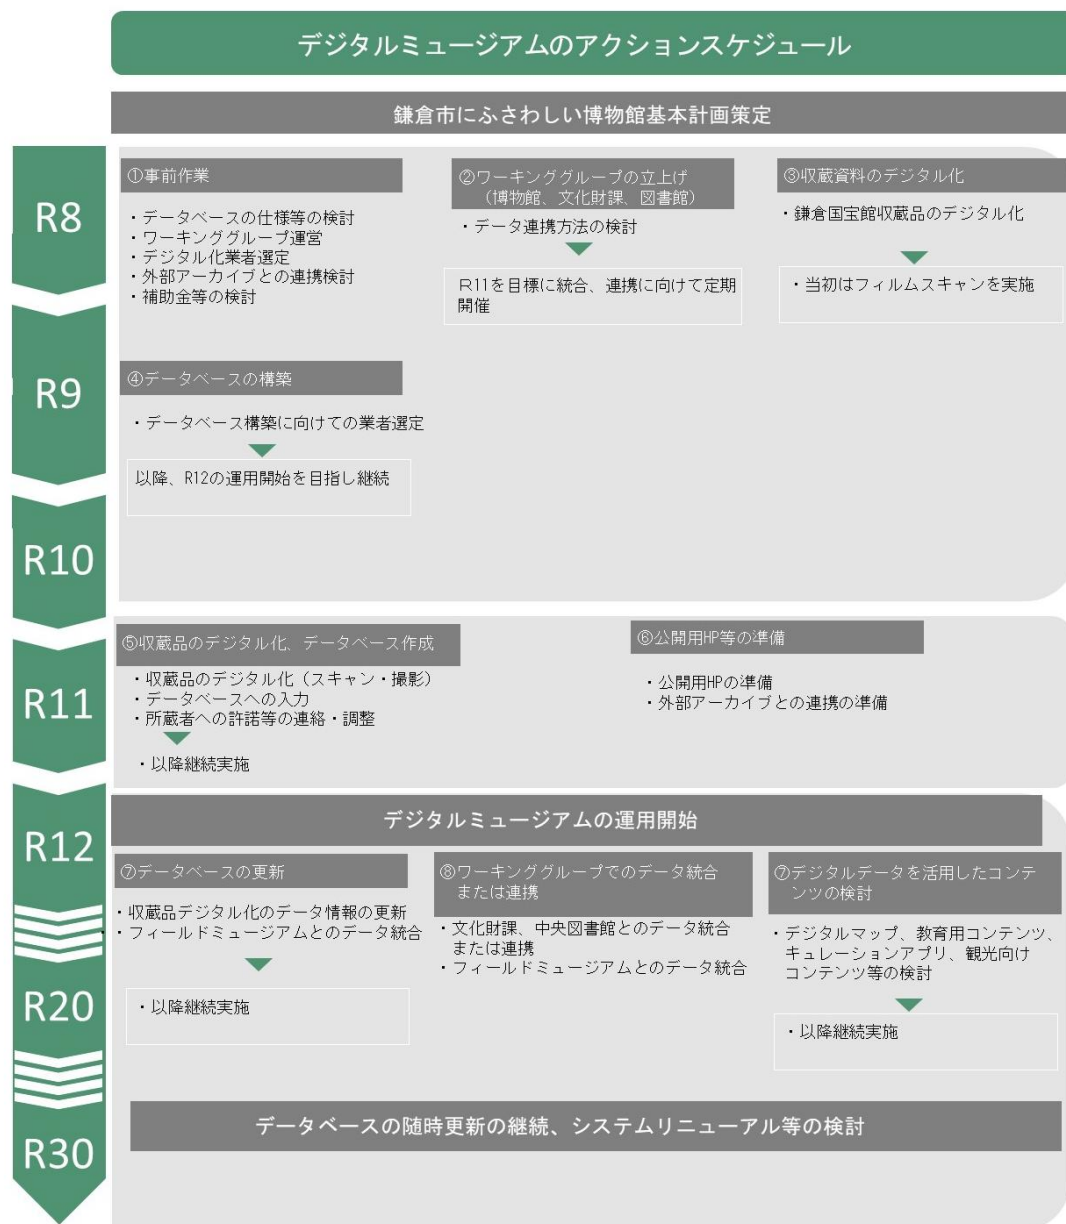 デジタルミュージアムのアクションスケジュール
鎌倉市にふさわしい博物館基本計画策定
R8
①事前作業
・データベースの仕様等の検討
・ワーキンググループ運営
・デジタル化業者選定
・外部アーカイブとの連携検討
・補助金等の検討
②ワーキンググループの立上げ
（博物館、文化財課、図書館）
・データ連携方法の検討
R11を目標に統合、連携に向けて定期
開催
③収蔵資料のデジタル化
・鎌倉国宝館収蔵品のデジタル化
・当初はフィルムスキャンを実施
R9
④データベースの構築
・データベース構築に向けての業者選定
以降、R12の運用開始を目指し継続
R10
R11
⑤収蔵品のデジタル化、データベース作成
・収蔵品のデジタル化（スキャン・撮影）
・データベースへの入力
・所蔵者への許諾等の連絡・調整
・以降継続実施
⑥公開用HP等の準備
・公開用HPの準備
・外部アーカイブとの連携の準備
R12
デジタルミュージアムの運用開始
⑦データベースの更新
・収蔵品デジタル化のデータ情報の更新
・フィールドミュージアムとのデータ統合
・以降継続実施
⑧ワーキンググループでのデータ統合
または連携
・文化財課、中央図書館とのデータ統合
または連携
・フィールドミュージアムとのデータ統合
⑦デジタルデータを活用したコンテ
ンツの検討
・デジタルマップ、教育用コンテンツ、
キュレーションアプリ、観光向け
コンテンツ等の検討
・以降継続実施
R20
データベースの随時更新の継続、システムリニューアル等の検討
R30